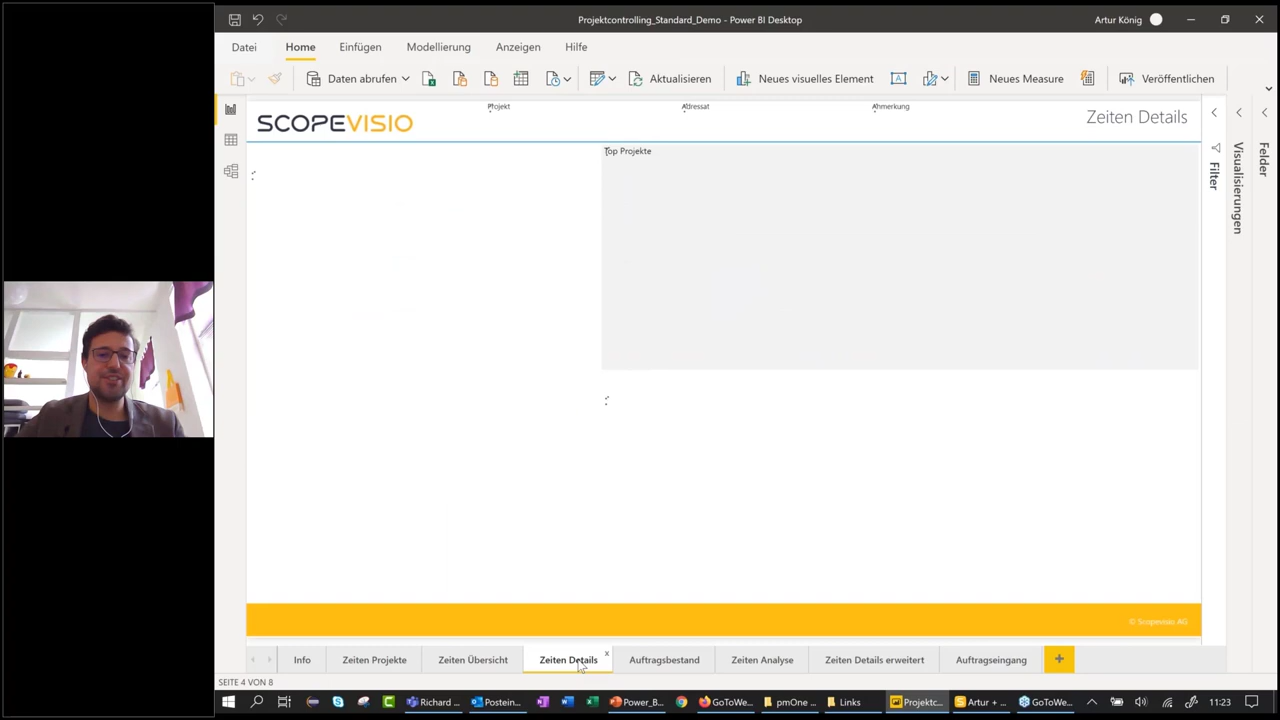 Projektcontrolling_Standard_Demo - Power BI Desktop
Artur König
Datei Home Einfügen Modellierung Anzeigen Hilfe
Daten abrufen Aktualisieren Neues visuelles Element Neues Measure Veröffentlichen
Projekt Adressat Anmerkung
SCOPEVISIO
Zeiten Details
Top Projekte
Filter
Visualisierungen
Felder
© Scopevisio AG
Info Zeiten Projekte Zeiten Übersicht Zeiten Details x Auftragsbestand Zeiten Analyse Zeiten Details erweitert Auftragseingang +
SEITE 4 VON 8
Richard ... Postein... Power_B... GoToWe... pmOne ... Links Projektc... Artur + ... GoToWe... 11:23